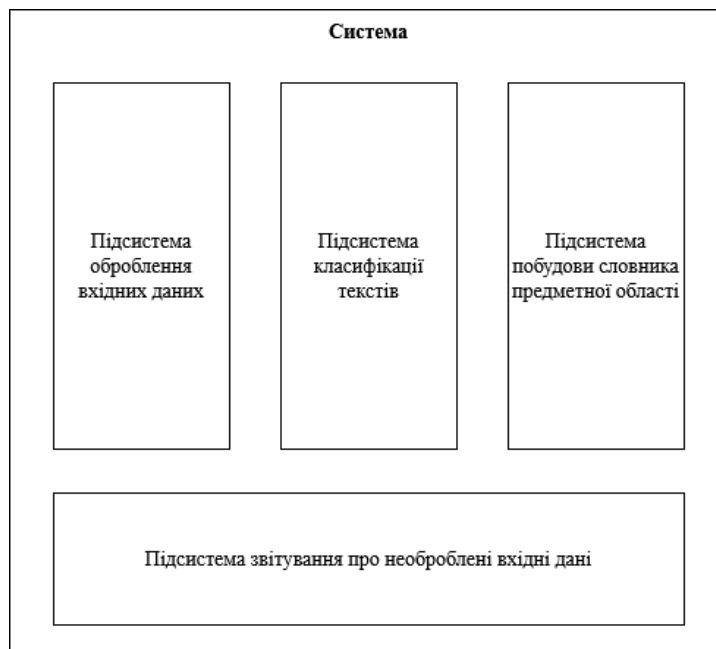 Система
Підсистема
оброблення
вхідних даних
Підсистема
класифікації
текстів
Підсистема
побудови словника
предметної області
Підсистема звітування про необроблені вхідні дані